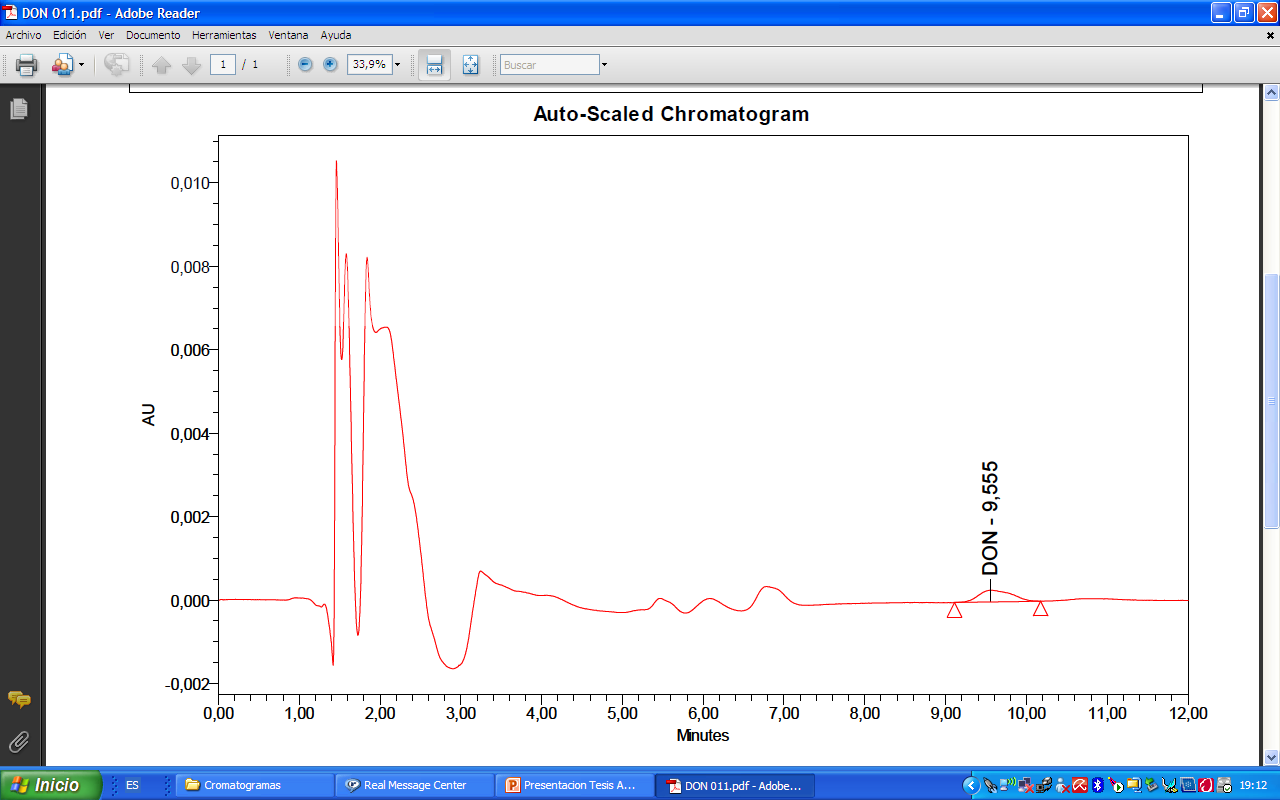 DON 011.pdf - Adobe Reader
Archivo Edición Ver Documento Herramientas Ventana Ayuda
1 / 1 33,9% Buscar
Auto-Scaled Chromatogram
AU
0,010
0,008
0,006
0,004
0,002
0,000
-0,002
DON - 9,555
0,00 1,00 2,00 3,00 4,00 5,00 6,00 7,00 8,00 9,00 10,00 11,00 12,00
Minutes
Inicio ES Cromatogramas Real Message Center Presentacion Tesis A... DON 011.pdf - Adobe... 19:12